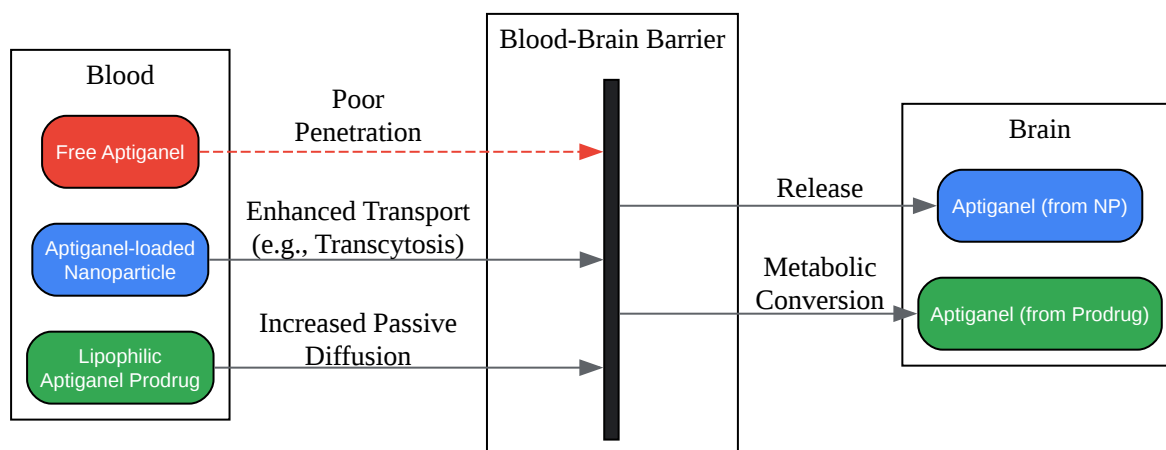 Blood-Brain Barrier
Blood
Poor
Penetration
Free Aptiganel
Brain
Enhanced Transport
(e.g., Transcytosis)
Release
Aptiganel (from NP)
Aptiganel-loaded
Nanoparticle
Metabolic
Conversion
Aptiganel (from Prodrug)
Increased Passive
Diffusion
Lipophilic
Aptiganel Prodrug